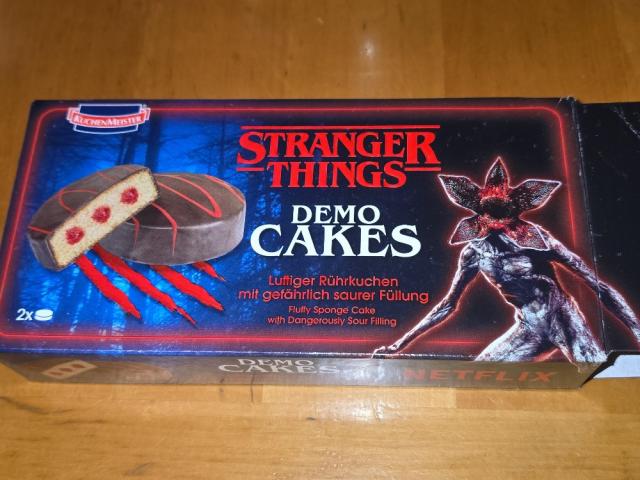 KUCHENMEISTER
STRANGER
THINGS
DEMO
CAKES
Luftiger Rührkuchen
mit gefährlich saurer Füllung
Fluffy Sponge Cake
with Dangerously Sour Filling
2x
DEMO
CAKES
NETFLIX